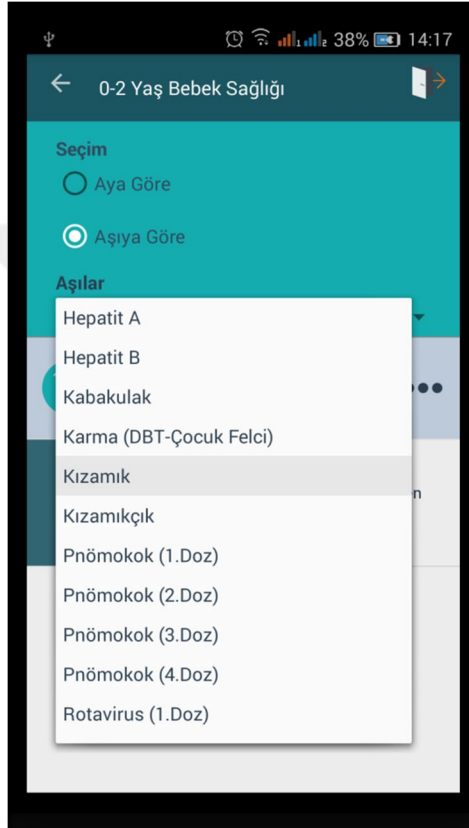 38% 14:17
0-2 Yaş Bebek Sağlığı
Seçim
Aya Göre
Aşıya Göre
Aşılar
Hepatit A
Hepatit B
Kabakulak
Karma (DBT-Çocuk Felci)
Kızamık
Kızamıkçık
Pnömokok (1.Doz)
Pnömokok (2.Doz)
Pnömokok (3.Doz)
Pnömokok (4.Doz)
Rotavirus (1.Doz)